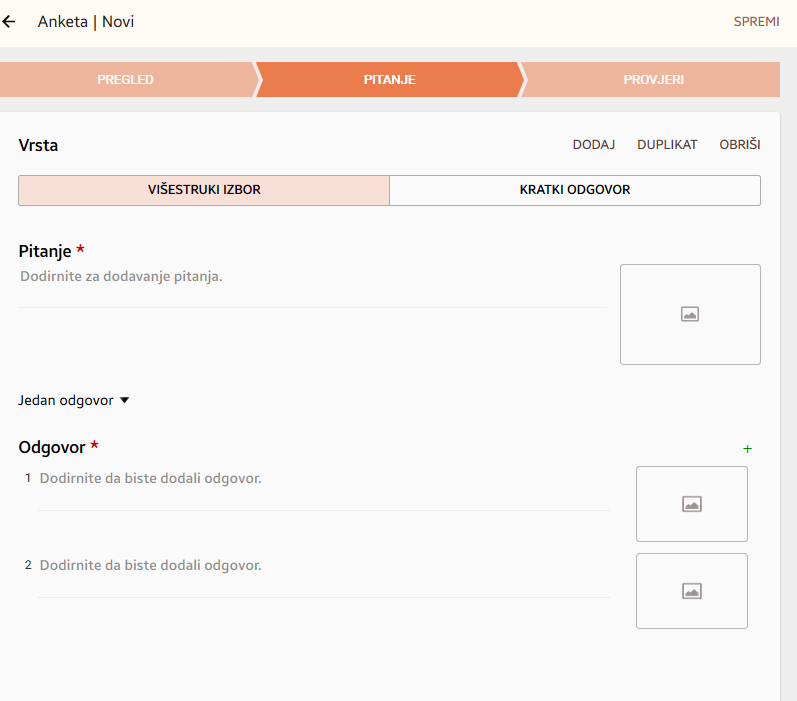 Anketa | Novi SPREMI
PREGLED PITANJE PROVJERI
Vrsta DODAJ DUPLIKAT OBRIŠI
VIŠESTRUKI IZBOR KRATKI ODGOVOR
Pitanje *
Dodirnite za dodavanje pitanja.
Jedan odgovor
Odgovor * +
1 Dodirnite da biste dodali odgovor.
2 Dodirnite da biste dodali odgovor.